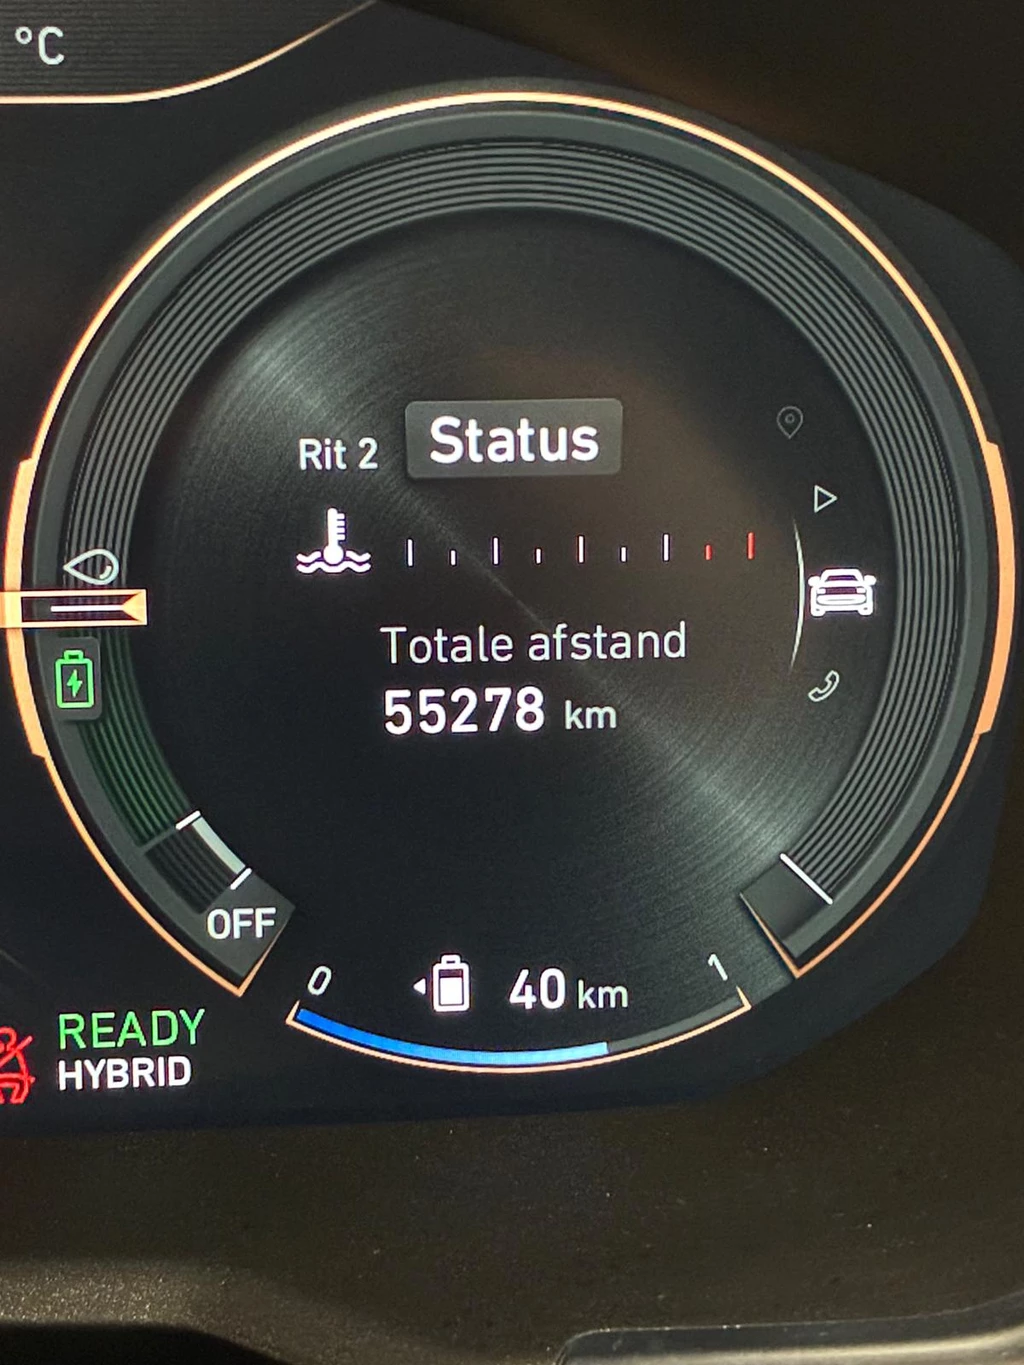 °C
Rit 2 Status
Totale afstand
55278 km
OFF
0 40 km 1
READY
HYBRID